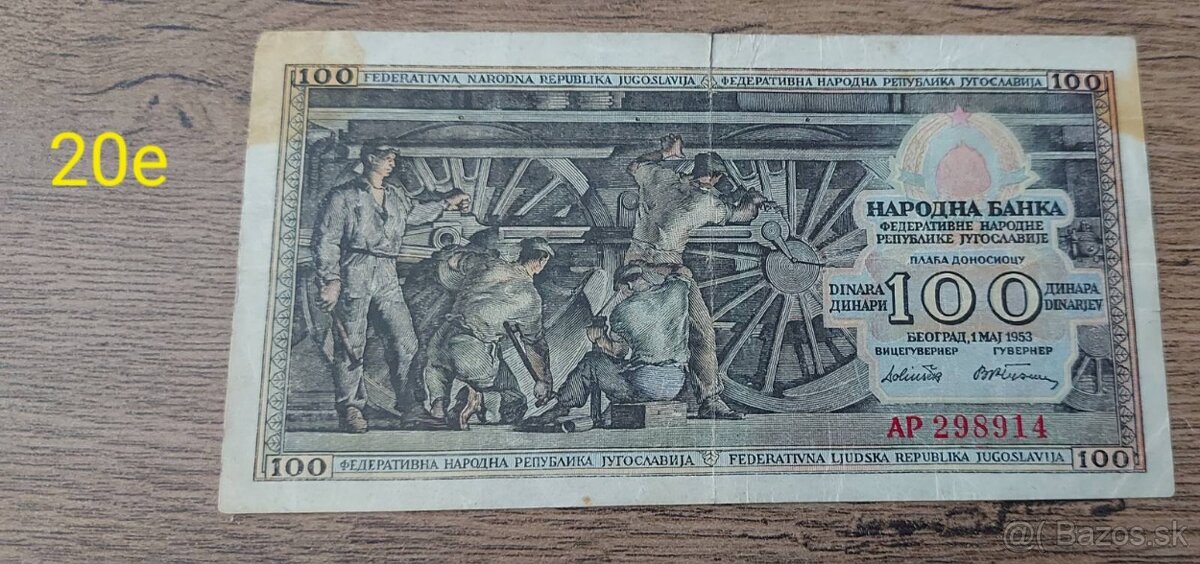 100 FEDERATIVNA NARODNA REPUBLIKA JUGOSLAVIJA ФЕДЕРАТИВНА НАРОДНА РЕПУБЛИКА ЈУГОСЛАВИЈА 100
20e
НАРОДНА БАНКА
ФЕДЕРАТИВНЕ НАРОДНЕ
РЕПУБЛИКЕ ЈУГОСЛАВИЈЕ
ПЛАЋА ДОНОСИОЦУ
DINARA 100 ДИНАРА
ДИНАРИ DINARJEV
БЕОГРАД, 1 МАЈ 1953
ВИЦЕГУВЕРНЕР ГУВЕРНЕР
AP 298914
100 ФЕДЕРАТИВНА НАРОДНА РЕПУБЛИКА ЈУГОСЛАВИЈА FEDERATIVNA LJUDSKA REPUBLIKA JUGOSLAVIJA 100
@( Bazos.sk